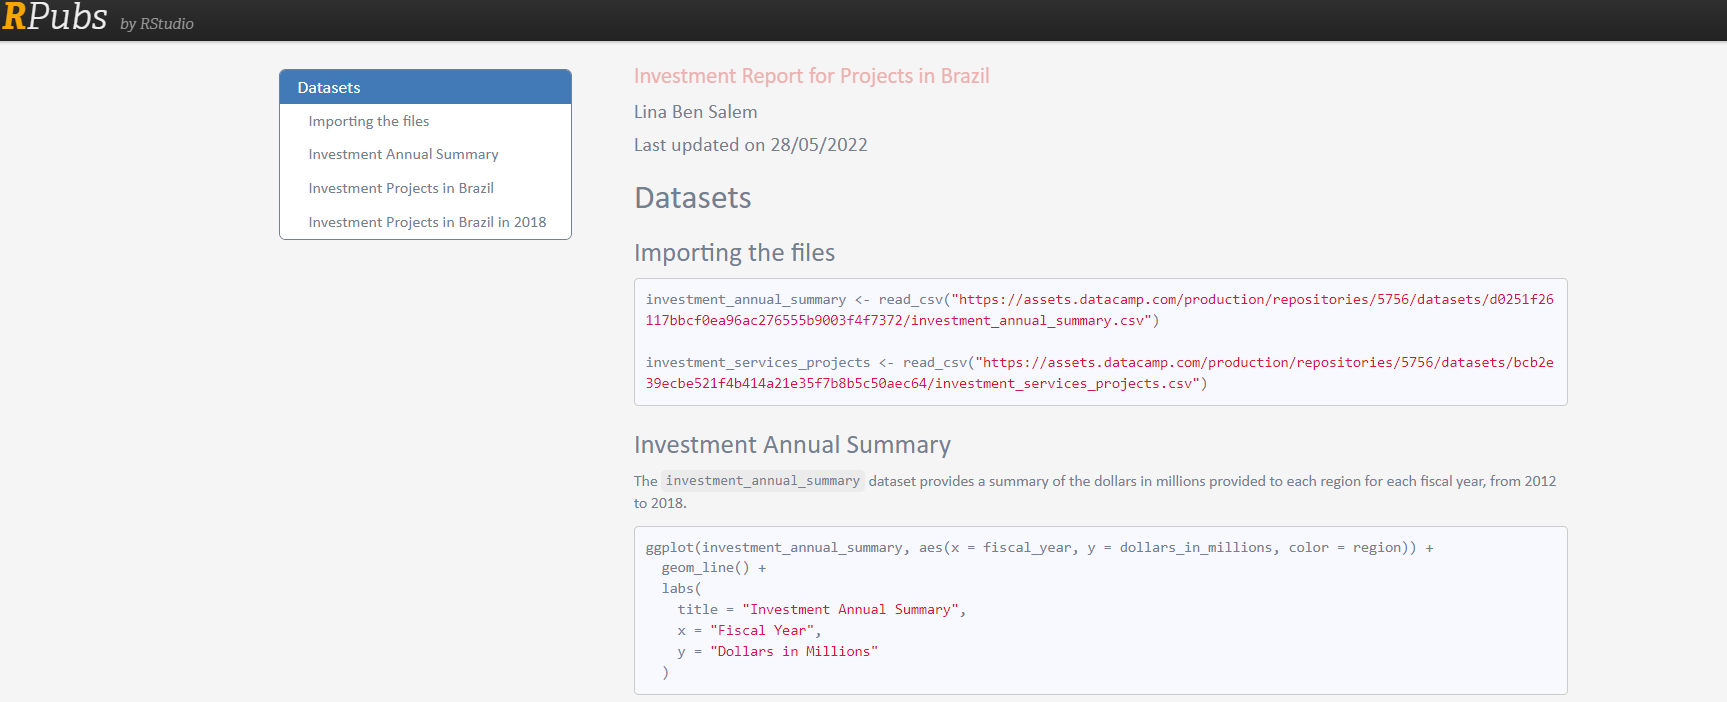 RPubs by RStudio
Datasets
Importing the files
Investment Annual Summary
Investment Projects in Brazil
Investment Projects in Brazil in 2018
Investment Report for Projects in Brazil
Lina Ben Salem
Last updated on 28/05/2022
Datasets
Importing the files
investment_annual_summary <- read_csv("https://assets.datacamp.com/production/repositories/5756/datasets/d0251f26
117bbcf0ea96ac276555b9003f4f7372/investment_annual_summary.csv")
investment_services_projects <- read_csv("https://assets.datacamp.com/production/repositories/5756/datasets/bcb2e
39ecbe521f4b414a21e35f7b8b5c50aec64/investment_services_projects.csv")
Investment Annual Summary
The investment_annual_summary dataset provides a summary of the dollars in millions provided to each region for each fiscal year, from 2012
to 2018.
ggplot(investment_annual_summary, aes(x = fiscal_year, y = dollars_in_millions, color = region)) +
  geom_line() +
  labs(
    title = "Investment Annual Summary",
    x = "Fiscal Year",
    y = "Dollars in Millions"
  )